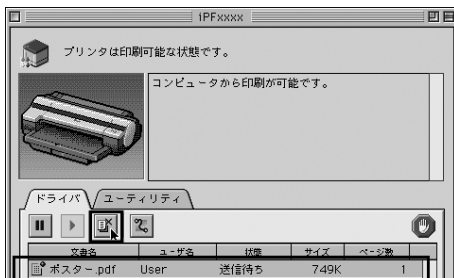 iPFxxxx
プリンタは印刷可能な状態です。
コンピュータから印刷が可能です。
ドライバ ユーティリティ
文書名 ユーザ名 状態 サイズ ページ数
ポスター.pdf User 送信待ち 749K 1